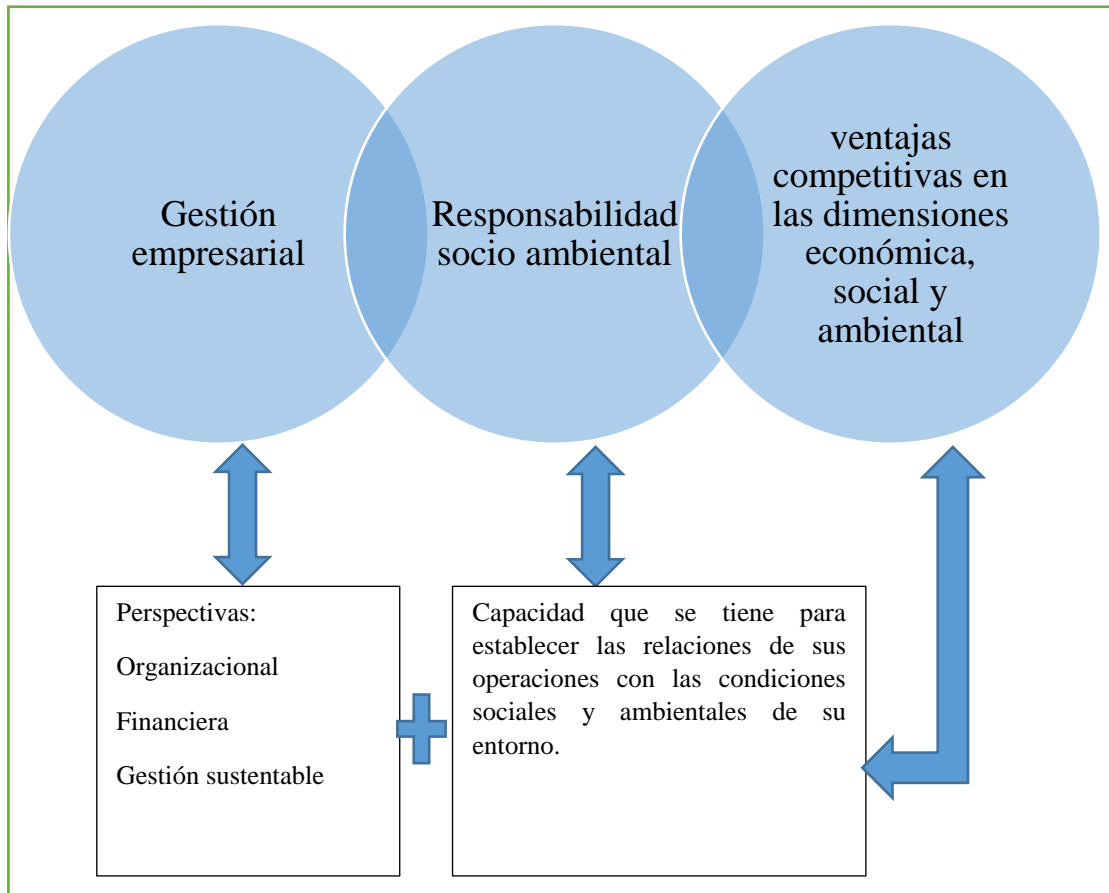 Gestión
empresarial
Responsabilidad
socio ambiental
ventajas
competitivas en
las dimensiones
económica,
social y
ambiental
Perspectivas:
Organizacional
Financiera
Gestión sustentable
Capacidad que se tiene para
establecer las relaciones de sus
operaciones con las condiciones
sociales y ambientales de su
entorno.